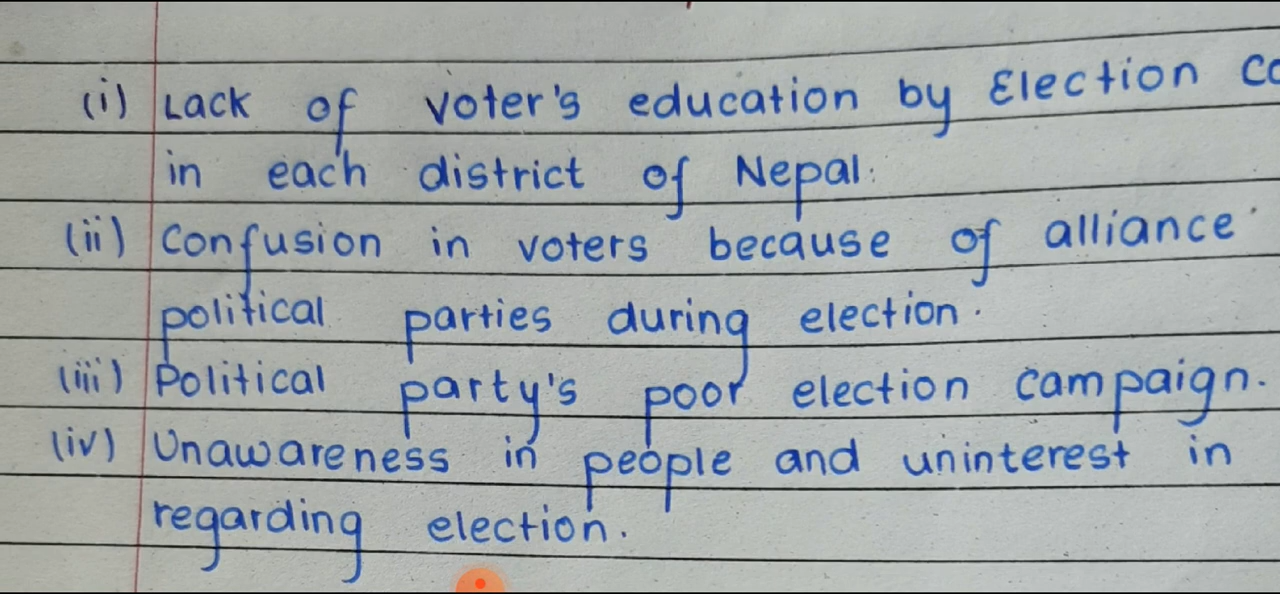 (i) Lack of voter's education by Election
in each district of Nepal.
(ii) Confusion in voters because of alliance
political parties during election.
(iii) Political party's poor election campaign.
(iv) Unawareness in people and uninterest in
regarding election.